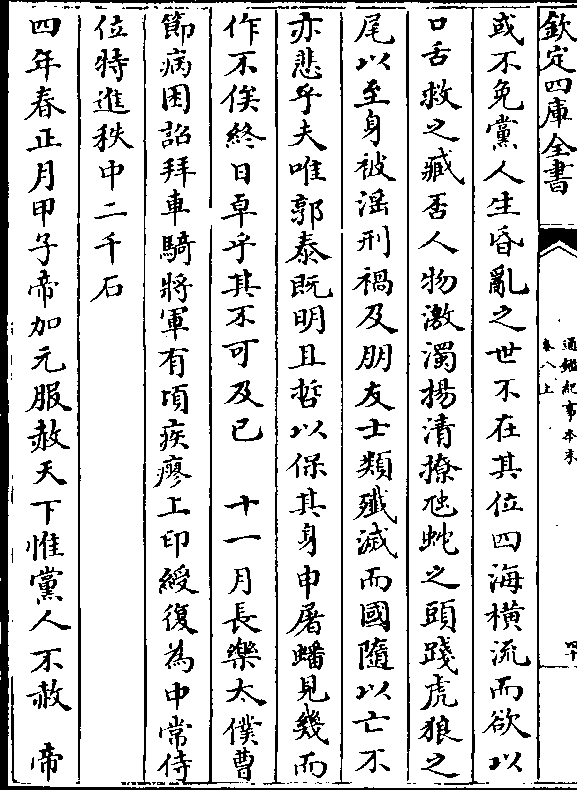 欽定四庫全書
通鑑紀事本末
卷八上
四十
或不免黨人生昏亂之世不在其位四海橫流而欲以
口舌救之臧否人物激濁揚清撩虺蛇之頭踐虎狼之
尾以至身被淫刑禍及朋友士類殲滅而國隨以亡不
亦悲乎夫唯郭泰既明且哲以保其身申屠蟠見幾而
作不俟終日卓乎其不可及已　十一月長樂太僕曹
節病困詔拜車騎將軍有頃疾瘳上印綬復為中常侍
位特進秩中二千石
四年春正月甲子帝加元服赦天下惟黨人不赦　帝